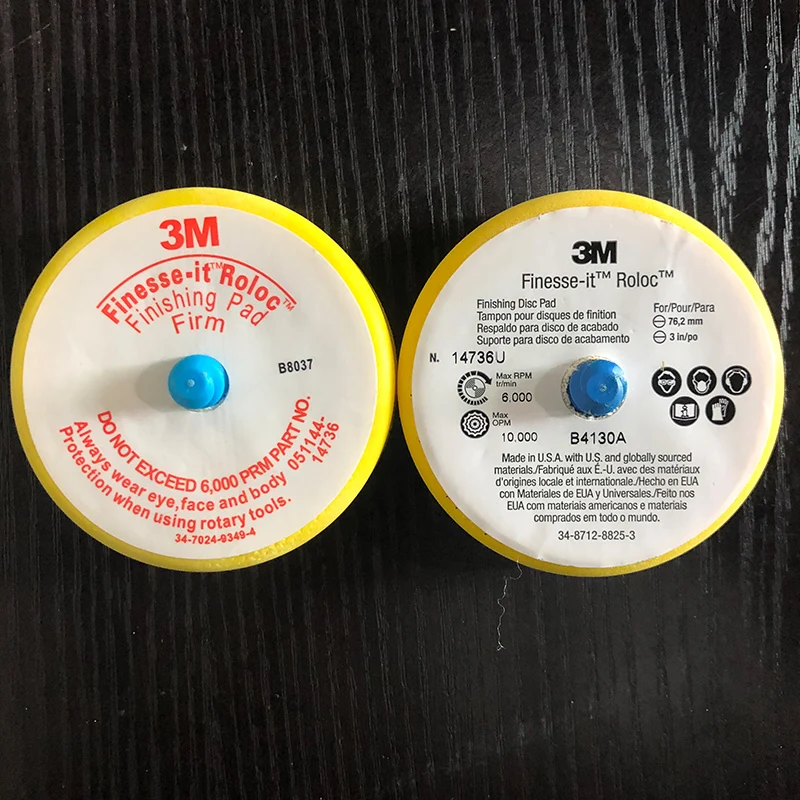 3M
Finesse-it™ Roloc™
Finishing Pad
Firm
B8037
DO NOT EXCEED 6,000 PRM PART NO.
Always wear eye, face and body 051144-
Protection when using rotary tools. 14736
34-7024-9349-4
3M
Finesse-it™ Roloc™
Finishing Disc Pad
Tampon pour disques de finition
Respaldo para disco de acabado
Suporte para disco de acabamento
For/Pour/Para
76,2 mm
3 in/po
N. 14736U
Max RPM
tr/min
6,000
Max
OPM
10.000
B4130A
Made in U.S.A. with U.S. and globally sourced
materials./Fabriqué aux É.-U. avec des matériaux
d'origines locale et internationale./Hecho en EUA
con Materiales de EUA y Universales./Feito nos
EUA com materiais americanos e materiais
comprados em todo o mundo.
34-8712-8825-3